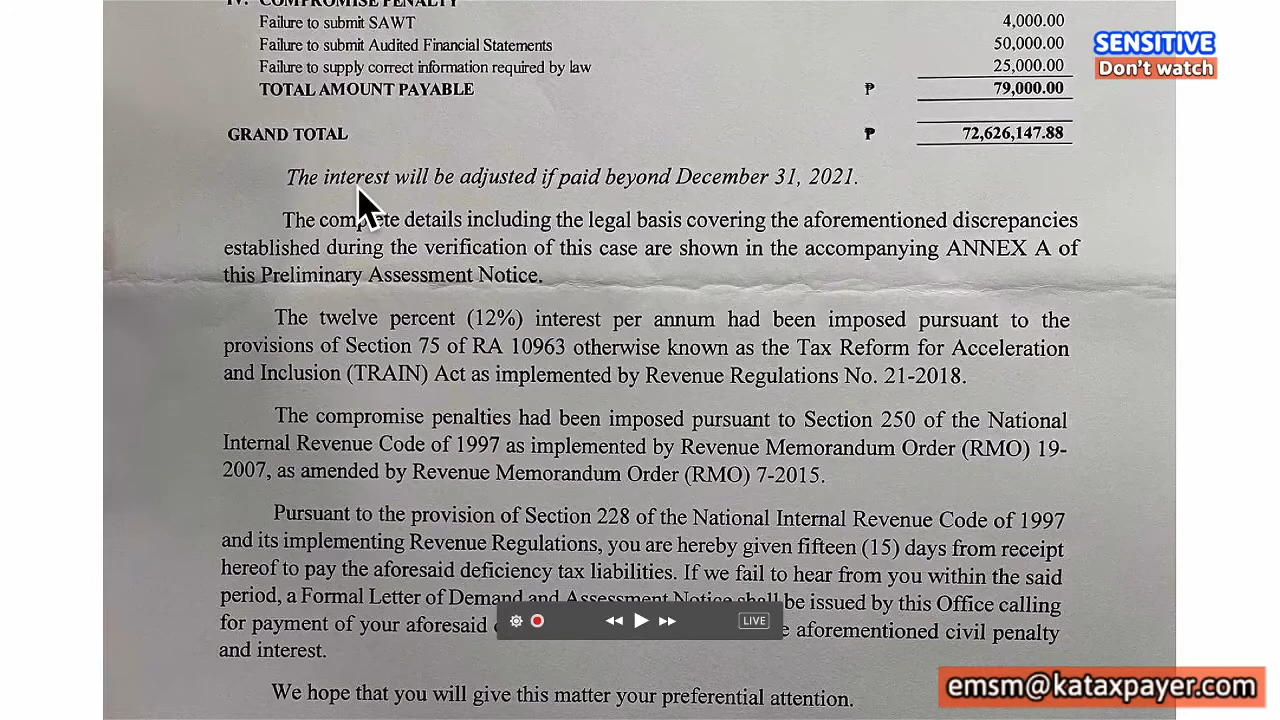 IV. COMPROMISE PENALTY
Failure to submit SAWT 4,000.00
Failure to submit Audited Financial Statements 50,000.00
Failure to supply correct information required by law 25,000.00
TOTAL AMOUNT PAYABLE ₱ 79,000.00
GRAND TOTAL ₱ 72,626,147.88
SENSITIVE
Don't watch
The interest will be adjusted if paid beyond December 31, 2021.
The complete details including the legal basis covering the aforementioned discrepancies
established during the verification of this case are shown in the accompanying ANNEX A of
this Preliminary Assessment Notice.
The twelve percent (12%) interest per annum had been imposed pursuant to the
provisions of Section 75 of RA 10963 otherwise known as the Tax Reform for Acceleration
and Inclusion (TRAIN) Act as implemented by Revenue Regulations No. 21-2018.
The compromise penalties had been imposed pursuant to Section 250 of the National
Internal Revenue Code of 1997 as implemented by Revenue Memorandum Order (RMO) 19-
2007, as amended by Revenue Memorandum Order (RMO) 7-2015.
Pursuant to the provision of Section 228 of the National Internal Revenue Code of 1997
and its implementing Revenue Regulations, you are hereby given fifteen (15) days from receipt
hereof to pay the aforesaid deficiency tax liabilities. If we fail to hear from you within the said
period, a Formal Letter of Demand and Assessment Notice shall be issued by this Office calling
for payment of your aforesaid aforementioned civil penalty
and interest.
LIVE
We hope that you will give this matter your preferential attention.
emsm@kataxpayer.com